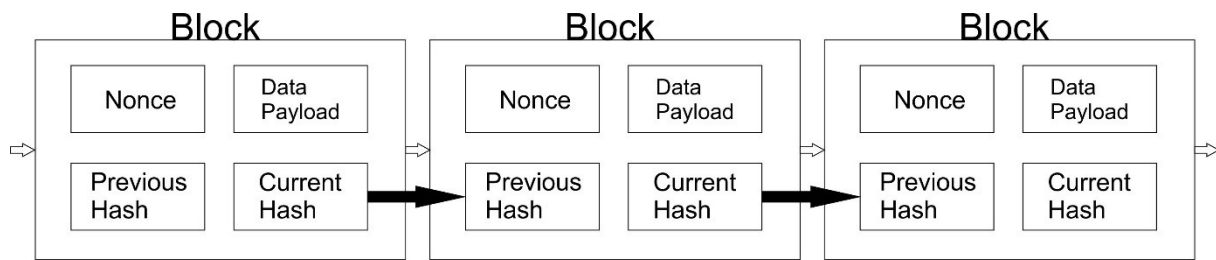 Block
Nonce
Data
Payload
Previous
Hash
Current
Hash
Block
Nonce
Data
Payload
Previous
Hash
Current
Hash
Block
Nonce
Data
Payload
Previous
Hash
Current
Hash